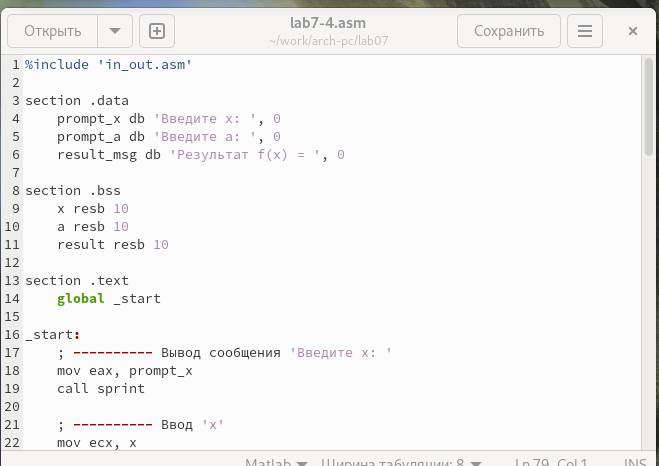 Открыть
lab7-4.asm
~/work/arch-pc/lab07
Сохранить
1 %include 'in_out.asm'
2
3 section .data
4 prompt_x db 'Введите x: ', 0
5 prompt_a db 'Введите a: ', 0
6 result_msg db 'Результат f(x) = ', 0
7
8 section .bss
9 x resb 10
10 a resb 10
11 result resb 10
12
13 section .text
14 global _start
15
16 _start:
17 ; ---------- Вывод сообщения 'Введите x: '
18 mov eax, prompt_x
19 call sprint
20
21 ; ---------- Ввод 'x'
22 mov ecx, x
Matlab Ширина табуляции: 8 Ln 79, Col 1 INS